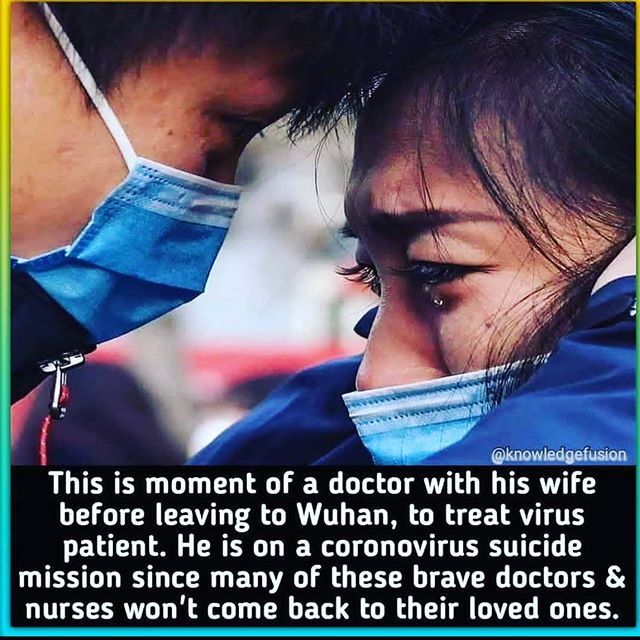 @knowledgefusion
This is moment of a doctor with his wife
before leaving to Wuhan, to treat virus
patient. He is on a coronovirus suicide
mission since many of these brave doctors &
nurses won't come back to their loved ones.